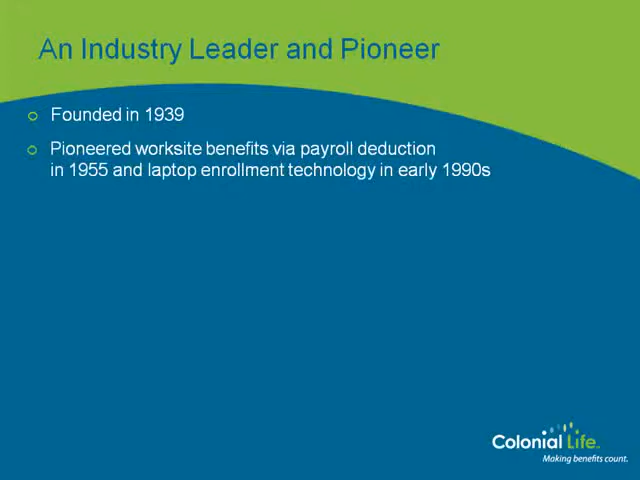 An Industry Leader and Pioneer
Founded in 1939
Pioneered worksite benefits via payroll deduction
in 1955 and laptop enrollment technology in early 1990s
Colonial Life
Making benefits count.